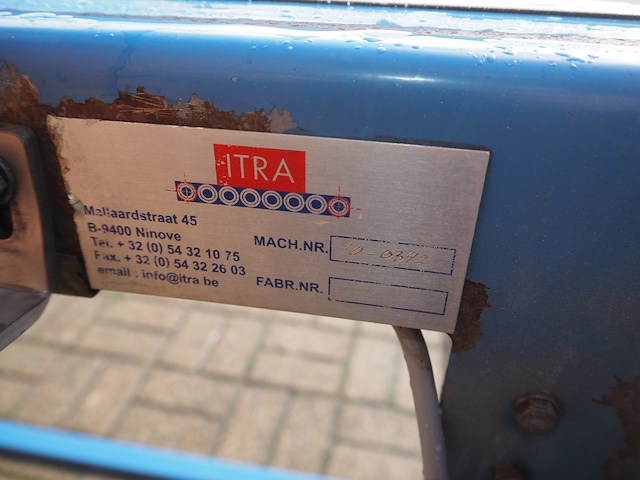 ITRA
Mallaardstraat 45
B-9400 Ninove
Tel. + 32 (0) 54 32 10 75
Fax. + 32 (0) 54 32 26 03
email : info@itra.be
MACH.NR.
FABR.NR.